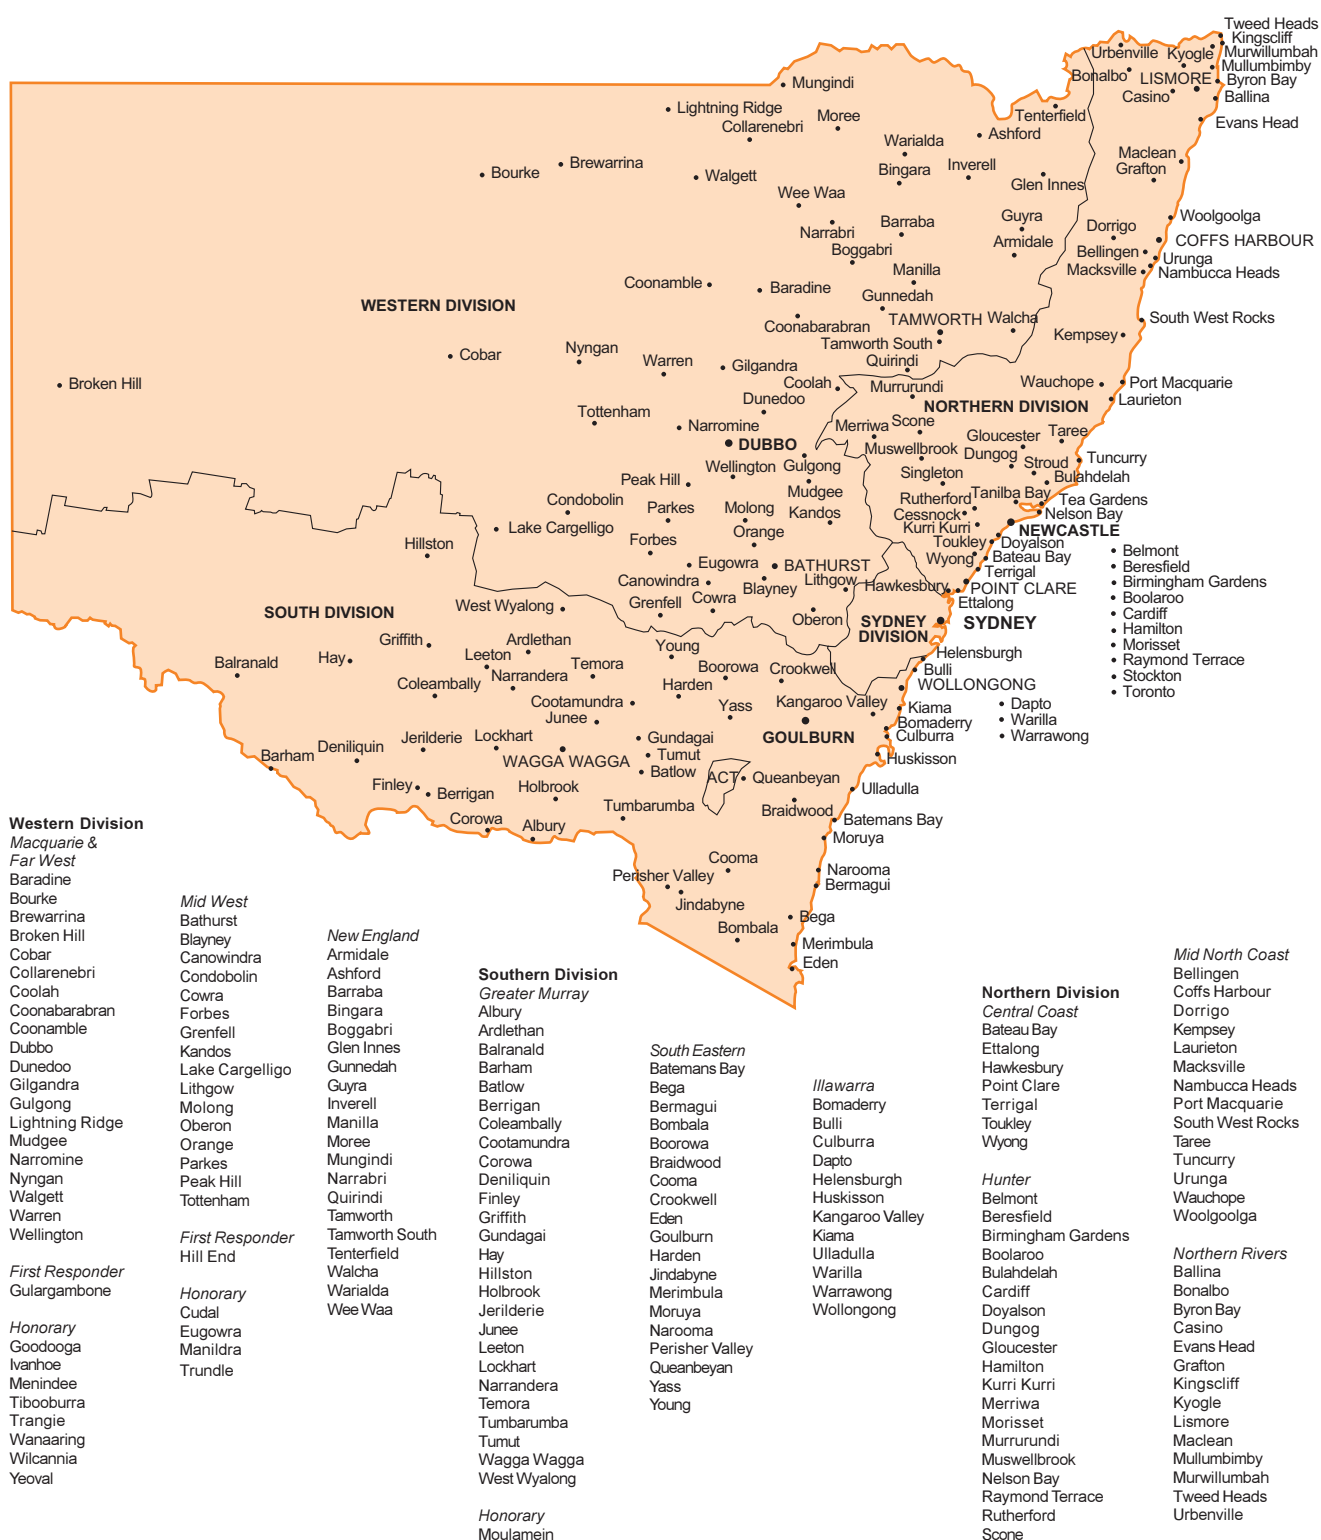 Tweed Heads
Kingscliff
Urbenville
Kyogle
Murwillumbah
Mullumbimby
Bonalbo
LISMORE
Byron Bay
Casino
Ballina
Mungindi
Lightning Ridge
Moree
Tenterfield
Evans Head
Collarenebri
Ashford
Warialda
Maclean
Brewarrina
Bingara
Inverell
Grafton
Bourke
Walgett
Glen Innes
Wee Waa
Guyra
Woolgoolga
Narrabri
Barraba
Dorrigo
Armidale
COFFS HARBOUR
Boggabri
Bellingen
Urunga
Manilla
Macksville
Nambucca Heads
Coonamble
Baradine
Gunnedah
WESTERN DIVISION
Coonabarabran
TAMWORTH
Walcha
South West Rocks
Tamworth South
Kempsey
Nyngan
Cobar
Warren
Gilgandra
Quirindi
Broken Hill
Coolah
Murrurundi
Wauchope
Port Macquarie
Laurieton
Dunedoo
NORTHERN DIVISION
Tottenham
Narromine
Merriwa
Scone
Gloucester
Taree
DUBBO
Muswellbrook
Dungog
Stroud
Tuncurry
Wellington
Gulgong
Singleton
Bulahdelah
Peak Hill
Mudgee
Rutherford
Tanilba Bay
Tea Gardens
Condobolin
Parkes
Molong
Kandos
Cessnock
Nelson Bay
Lake Cargelligo
Orange
Kurri Kurri
NEWCASTLE
Hillston
Forbes
Toukley
Doyalson
Belmont
Eugowra
BATHURST
Wyong
Bateau Bay
Beresfield
Canowindra
Blayney
Lithgow
Hawkesbury
Terrigal
Birmingham Gardens
POINT CLARE
Boolaroo
SOUTH DIVISION
West Wyalong
Grenfell
Cowra
Oberon
Ettalong
Cardiff
SYDNEY
DIVISION
SYDNEY
Hamilton
Griffith
Ardlethan
Young
Morisset
Balranald
Hay
Leeton
Temora
Boorowa
Crookwell
Helensburgh
Raymond Terrace
Coleambally
Narrandera
Harden
Bulli
Stockton
WOLLONGONG
Toronto
Cootamundra
Yass
Kangaroo Valley
Kiama
Dapto
Junee
Bomaderry
Warilla
Jerilderie
Lockhart
Gundagai
GOULBURN
Culburra
Warrawong
Barham
Deniliquin
WAGGA WAGGA
Tumut
Huskisson
Batlow
ACT
Queanbeyan
Finley
Berrigan
Holbrook
Ulladulla
Tumbarumba
Braidwood
Corowa
Albury
Batemans Bay
Moruya
Cooma
Narooma
Perisher Valley
Bermagui
Jindabyne
Bombala
Bega
Merimbula
Eden
Western Division
Macquarie &
Far West
Baradine
Bourke
Brewarrina
Broken Hill
Cobar
Collarenebri
Coolah
Coonabarabran
Coonamble
Dubbo
Dunedoo
Gilgandra
Gulgong
Lightning Ridge
Mudgee
Narromine
Nyngan
Walgett
Warren
Wellington
First Responder
Gulargambone
Honorary
Goodooga
Ivanhoe
Menindee
Tibooburra
Trangie
Wanaaring
Wilcannia
Yeoval
Mid West
Bathurst
Blayney
Canowindra
Condobolin
Cowra
Forbes
Grenfell
Kandos
Lake Cargelligo
Lithgow
Molong
Oberon
Orange
Parkes
Peak Hill
Tottenham
First Responder
Hill End
Honorary
Cudal
Eugowra
Manildra
Trundle
New England
Armidale
Ashford
Barraba
Bingara
Boggabri
Glen Innes
Gunnedah
Guyra
Inverell
Manilla
Moree
Mungindi
Narrabri
Quirindi
Tamworth
Tamworth South
Tenterfield
Walcha
Warialda
Wee Waa
Southern Division
Greater Murray
Albury
Ardlethan
Balranald
Barham
Batlow
Berrigan
Coleambally
Cootamundra
Corowa
Deniliquin
Finley
Griffith
Gundagai
Hay
Hillston
Holbrook
Jerilderie
Junee
Leeton
Lockhart
Narrandera
Temora
Tumbarumba
Tumut
Wagga Wagga
West Wyalong
Honorary
Moulamein
South Eastern
Batemans Bay
Bega
Bermagui
Bombala
Boorowa
Braidwood
Cooma
Crookwell
Eden
Goulburn
Harden
Jindabyne
Merimbula
Moruya
Narooma
Perisher Valley
Queanbeyan
Yass
Young
Illawarra
Bomaderry
Bulli
Culburra
Dapto
Helensburgh
Huskisson
Kangaroo Valley
Kiama
Ulladulla
Warilla
Warrawong
Wollongong
Northern Division
Central Coast
Bateau Bay
Ettalong
Hawkesbury
Point Clare
Terrigal
Toukley
Wyong
Hunter
Belmont
Beresfield
Birmingham Gardens
Boolaroo
Bulahdelah
Cardiff
Doyalson
Dungog
Gloucester
Hamilton
Kurri Kurri
Merriwa
Morisset
Murrurundi
Muswellbrook
Nelson Bay
Raymond Terrace
Rutherford
Scone
Mid North Coast
Bellingen
Coffs Harbour
Dorrigo
Kempsey
Laurieton
Macksville
Nambucca Heads
Port Macquarie
South West Rocks
Taree
Tuncurry
Urunga
Wauchope
Woolgoolga
Northern Rivers
Ballina
Bonalbo
Byron Bay
Casino
Evans Head
Grafton
Kingscliff
Kyogle
Lismore
Maclean
Mullumbimby
Murwillumbah
Tweed Heads
Urbenville